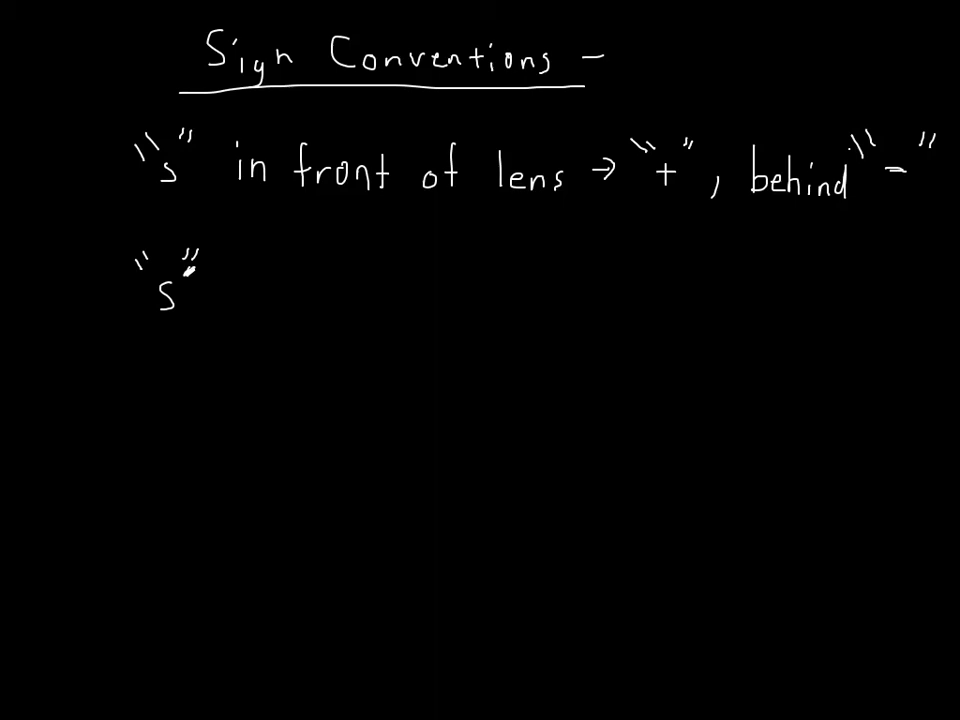 Sign Conventions -
"s" in front of lens → "+", behind "-"
"s"